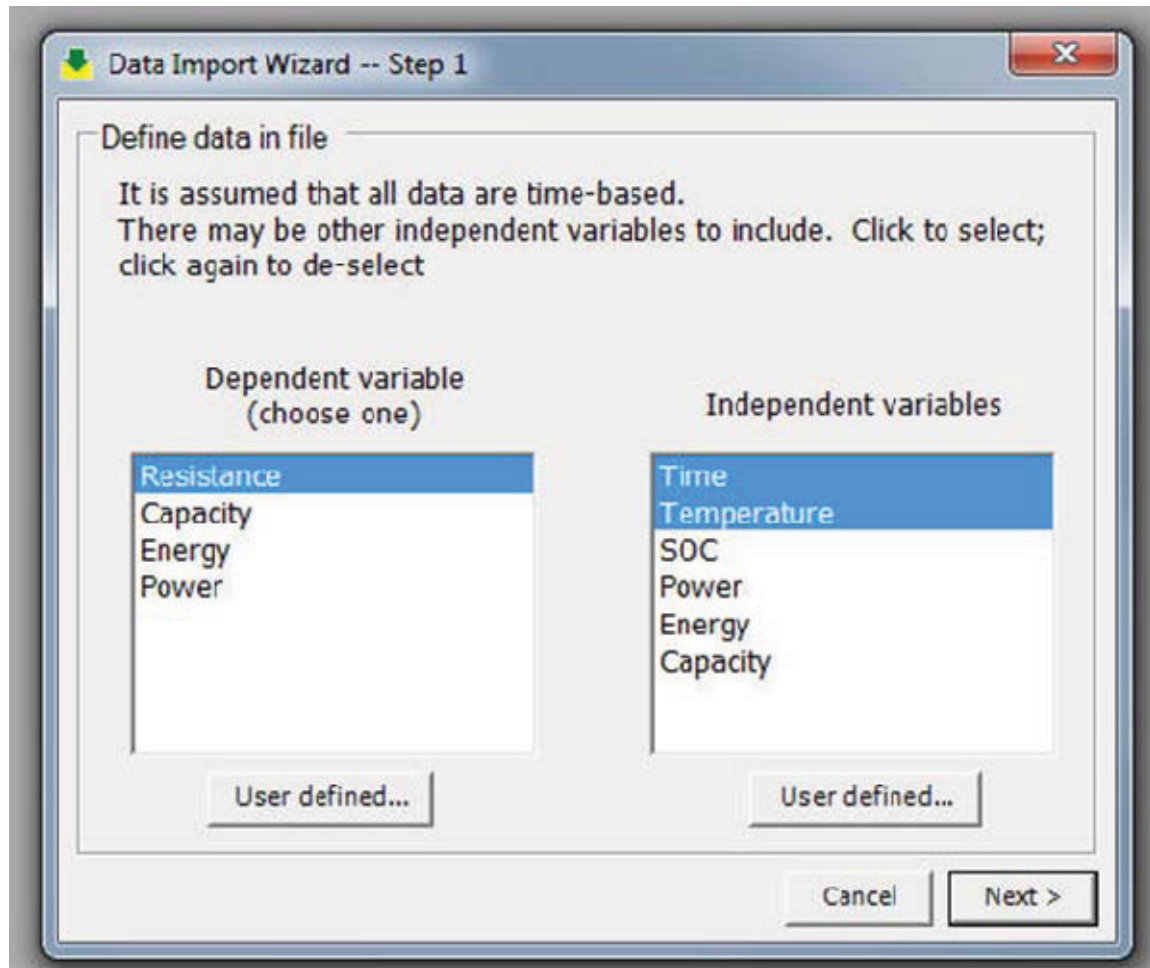 Data Import Wizard -- Step 1
Define data in file
It is assumed that all data are time-based.
There may be other independent variables to include. Click to select;
click again to de-select
Dependent variable
(choose one)
Resistance
Capacity
Energy
Power
User defined...
Independent variables
Time
Temperature
SOC
Power
Energy
Capacity
User defined...
Cancel
Next >